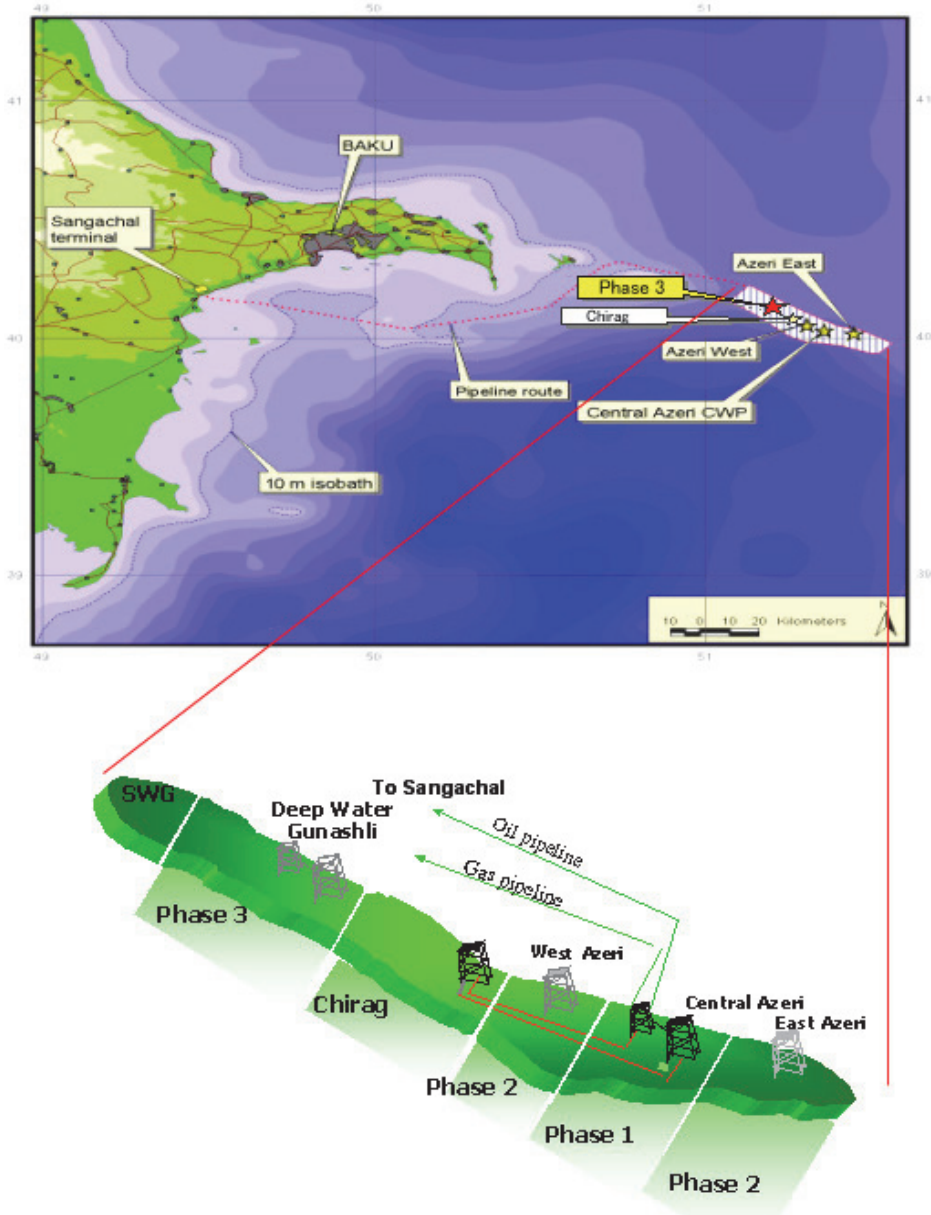 49
50
51
41
41
BAKU
Sangachal
terminal
Azeri East
Phase 3
Chirag
40
40
Azeri West
Pipeline route
Central Azeri CWP
10 m isobath
39
39
N
10 0 10 20 Kilometers
49
50
51
SWG
To Sangachal
Deep Water
Gunashli
Oil pipeline
Gas pipeline
Phase 3
West Azeri
Chirag
Central Azeri
East Azeri
Phase 2
Phase 1
Phase 2